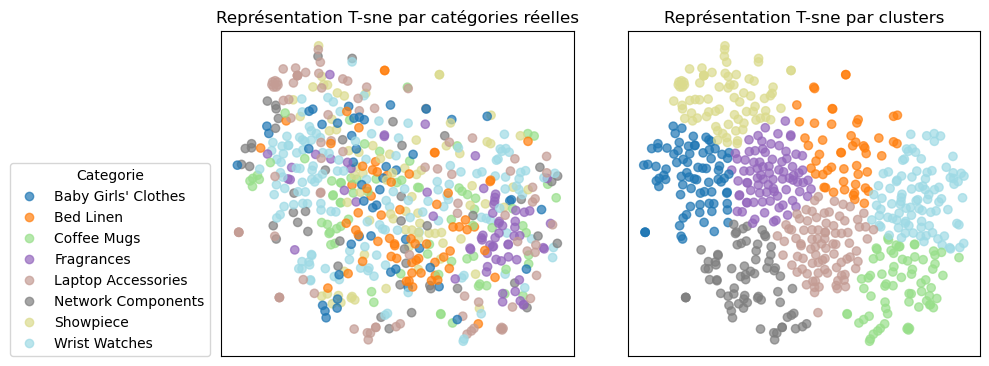 Représentation T-sne par catégories réelles
Représentation T-sne par clusters
Categorie
Baby Girls' Clothes
Bed Linen
Coffee Mugs
Fragrances
Laptop Accessories
Network Components
Showpiece
Wrist Watches